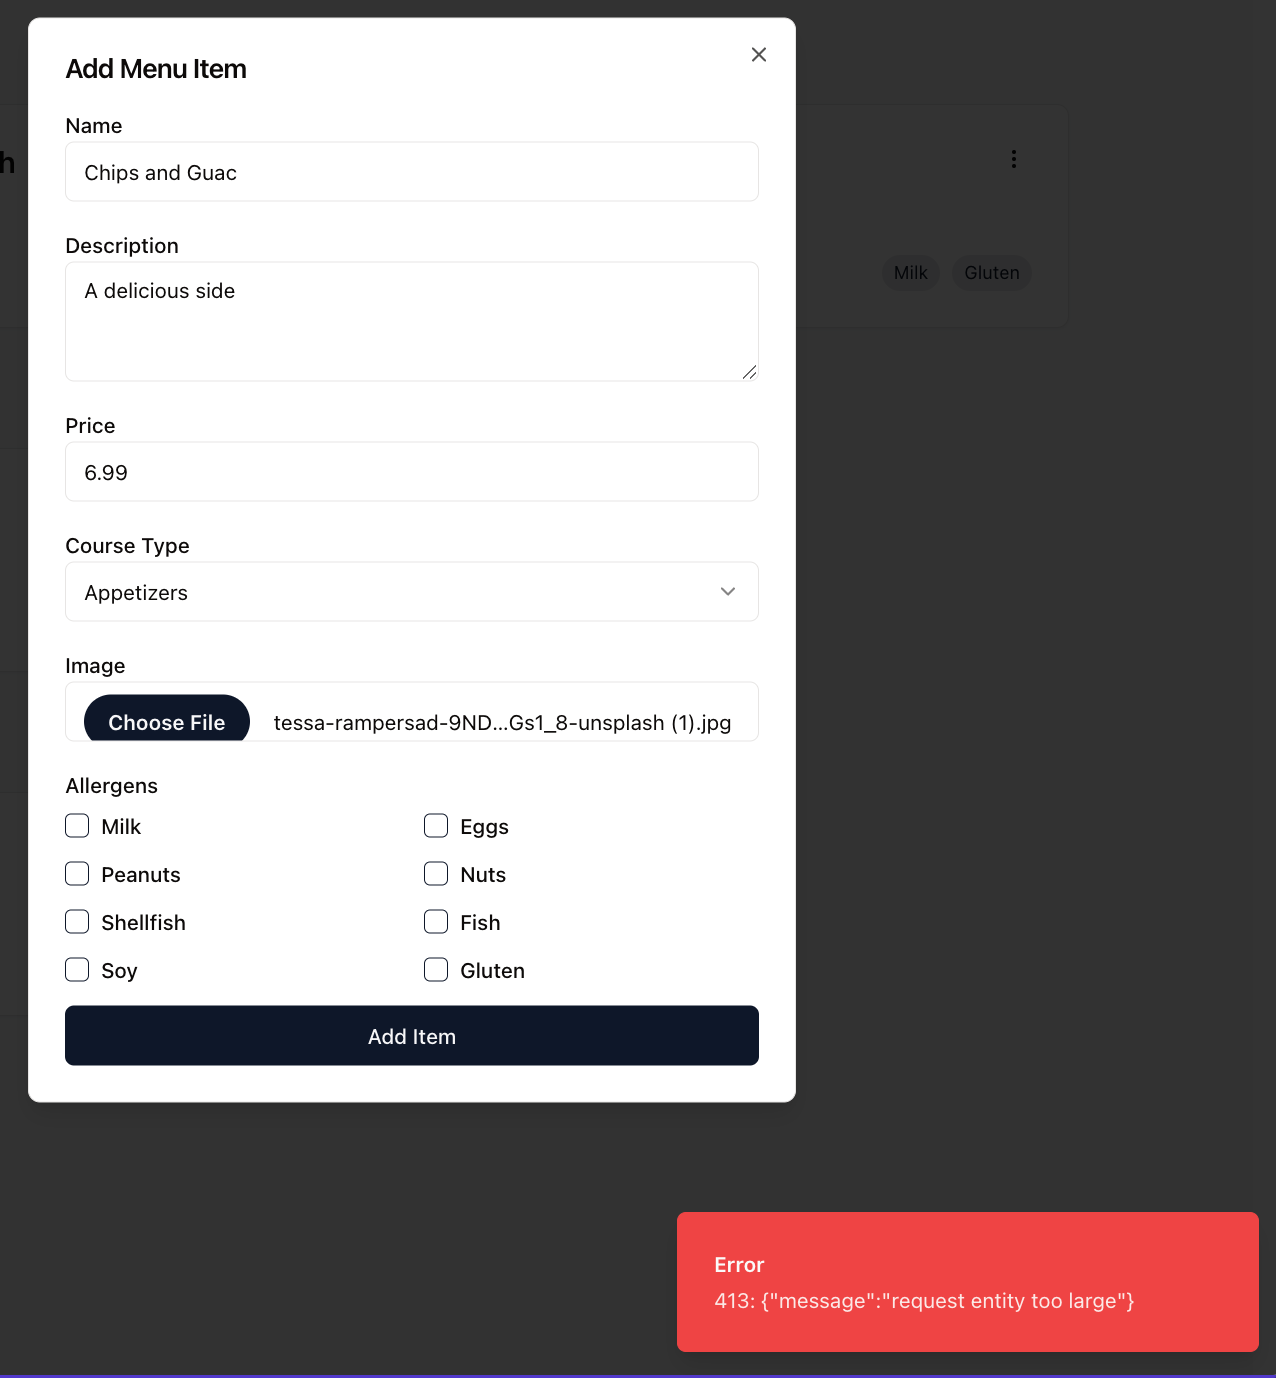 Add Menu Item
Name
Chips and Guac
h
Description
A delicious side
Milk Gluten
Price
6.99
Course Type
Appetizers
Image
Choose File tessa-rampersad-9ND...Gs1_8-unsplash (1).jpg
Allergens
Milk Eggs
Peanuts Nuts
Shellfish Fish
Soy Gluten
Add Item
Error
413: {"message":"request entity too large"}